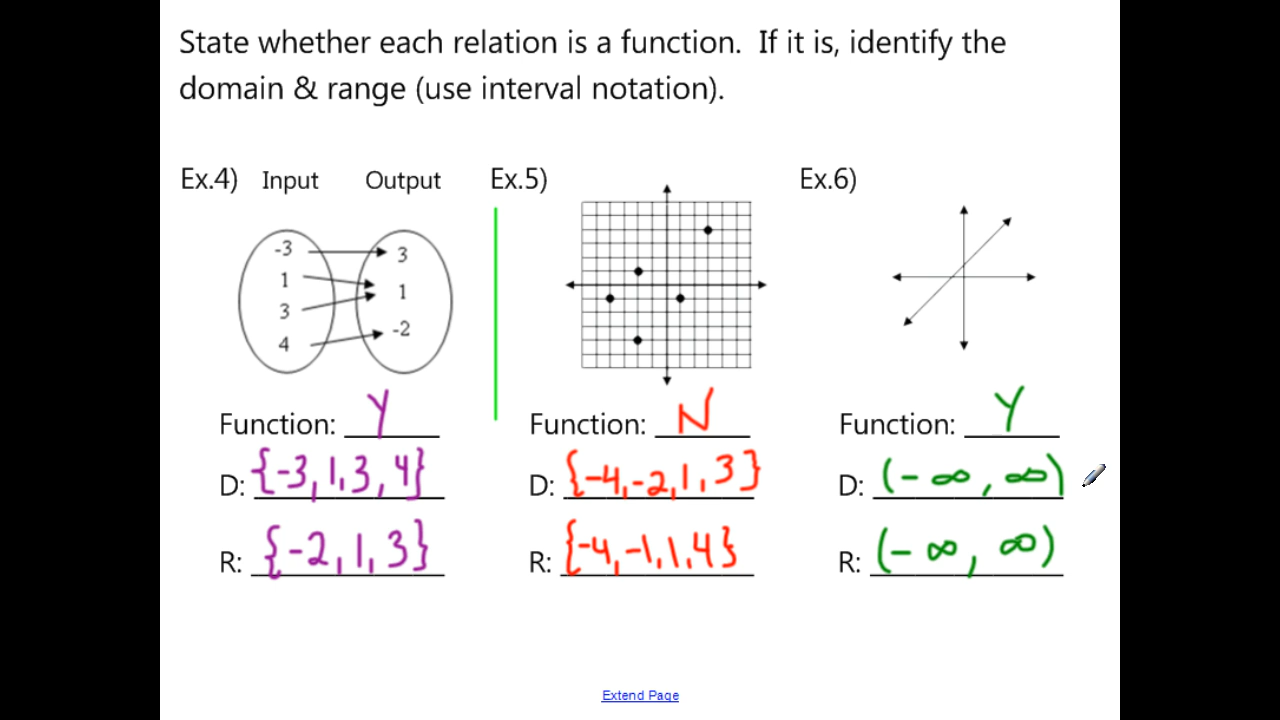 State whether each relation is a function. If it is, identify the
domain & range (use interval notation).
Ex.4) Input Output
-3 3
1 1
3 -2
4
Function: Y
D: {-3, 1, 3, 4}
R: {-2, 1, 3}
Ex.5)
Function: N
D: {-4, -2, 1, 3}
R: {-4, -1, 1, 4}
Ex.6)
Function: Y
D: (-∞, ∞)
R: (-∞, ∞)
Extend Page